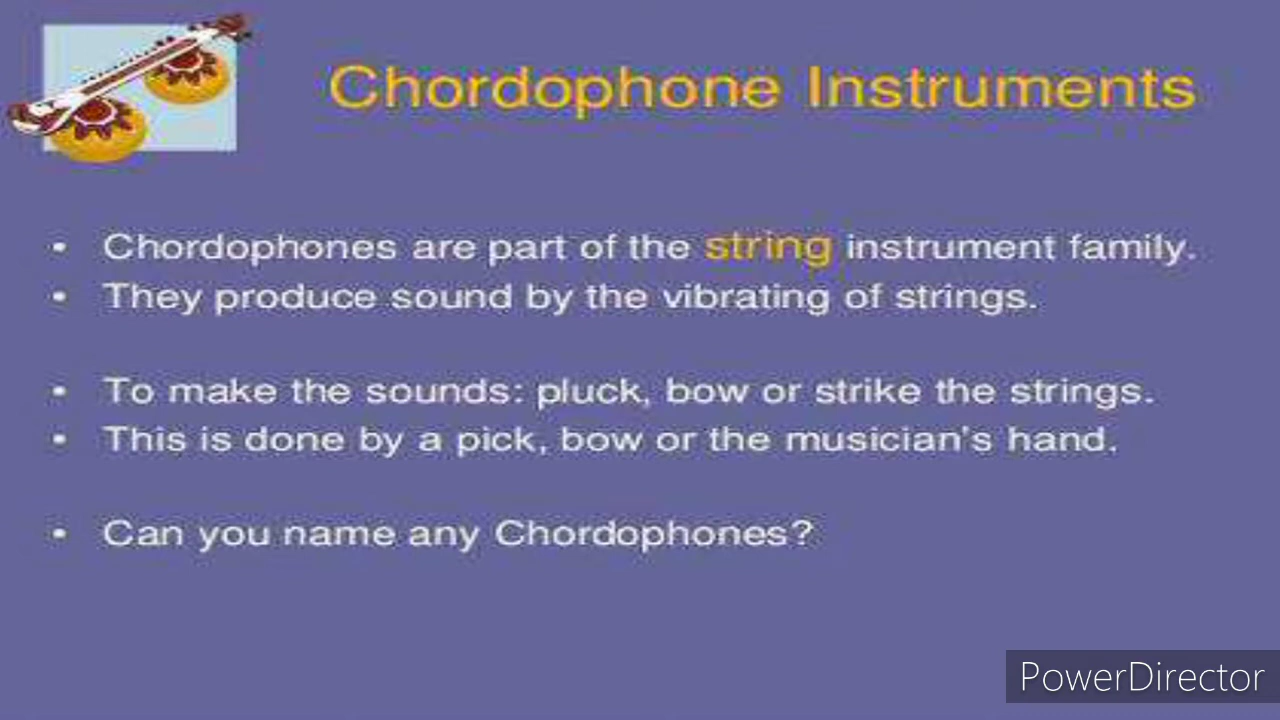 Chordophone Instruments
• Chordophones are part of the string instrument family.
• They produce sound by the vibrating of strings.
• To make the sounds: pluck, bow or strike the strings.
• This is done by a pick, bow or the musician's hand.
• Can you name any Chordophones?
PowerDirector